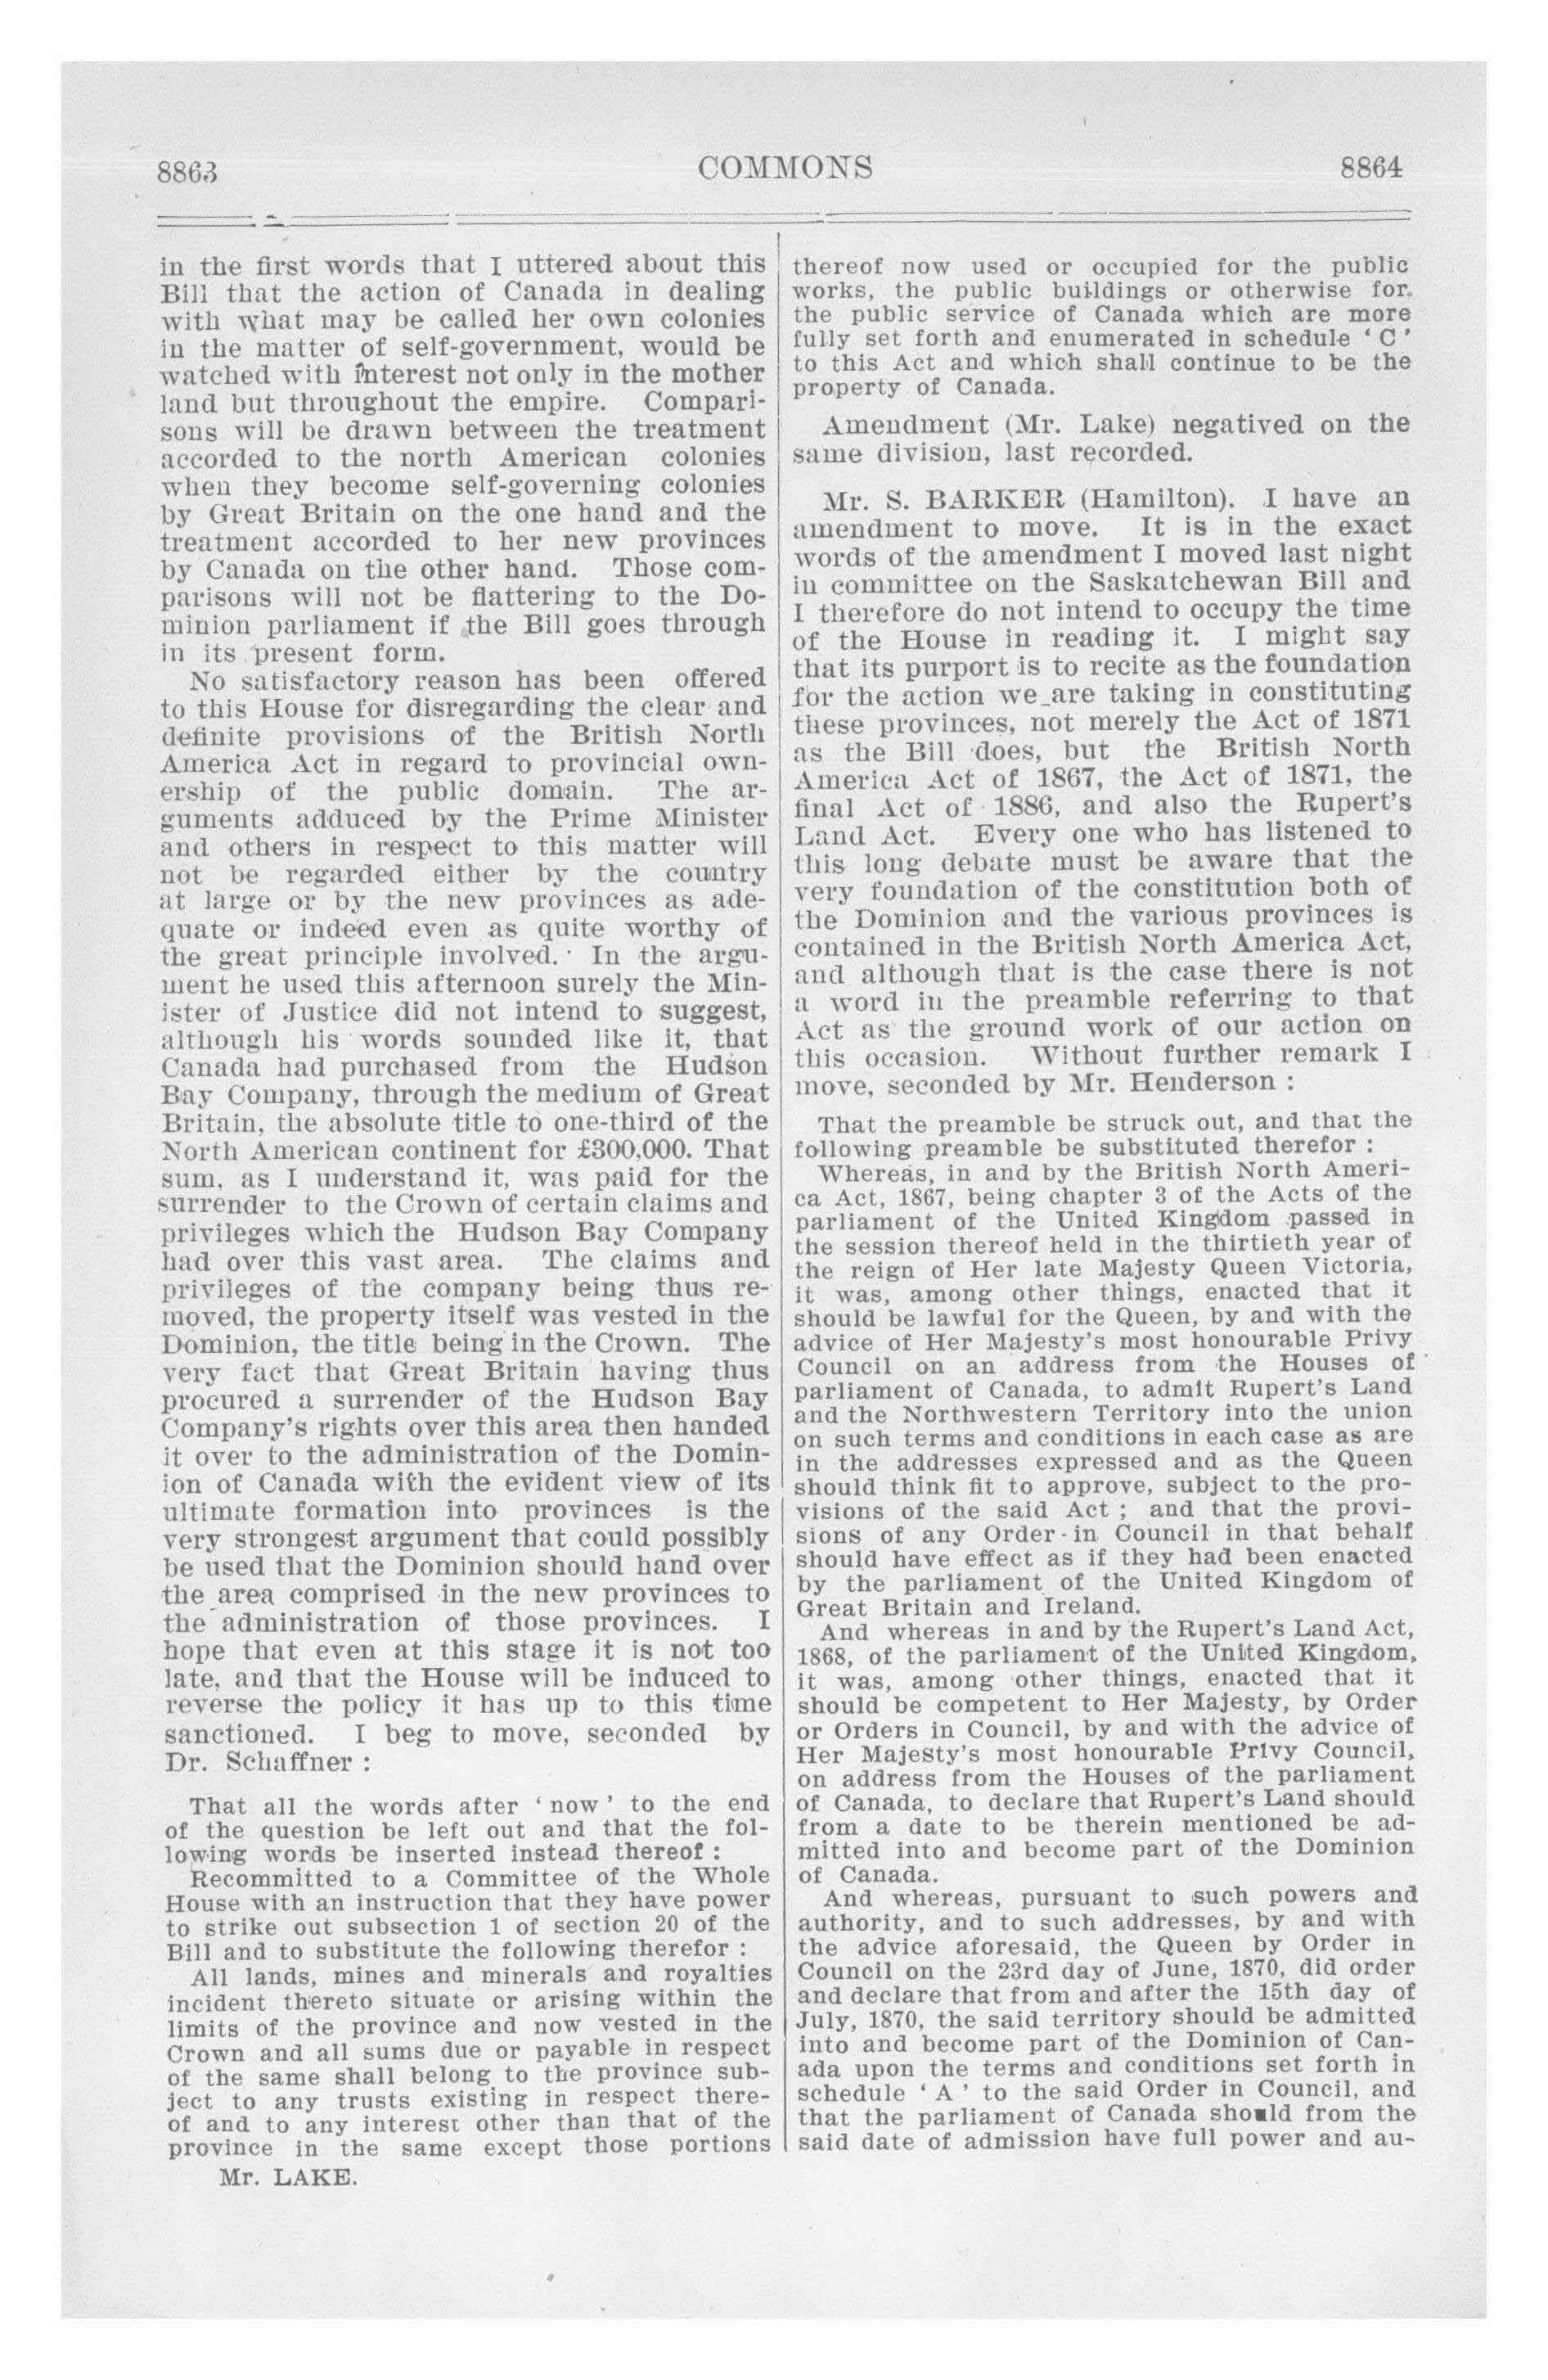 8863
COMMONS
8864
in the first words that I uttered about this
Bill that the action of Canada in dealing
with what may be called her own colonies
in the matter of self-government, would be
watched with interest not only in the mother
land but throughout the empire. Compari-
sons will be drawn between the treatment
accorded to the north American colonies
when they become self-governing colonies
by Great Britain on the one hand and the
treatment accorded to her new provinces
by Canada on the other hand. Those com-
parisons will not be flattering to the Do-
minion parliament if the Bill goes through
in its present form.
No satisfactory reason has been offered
to this House for disregarding the clear and
definite provisions of the British North
America Act in regard to provincial own-
ership of the public domain. The ar-
guments adduced by the Prime Minister
and others in respect to this matter will
not be regarded either by the country
at large or by the new provinces as ade-
quate or indeed even as quite worthy of
the great principle involved. In the argu-
ment he used this afternoon surely the Min-
ister of Justice did not intend to suggest,
although his words sounded like it, that
Canada had purchased from the Hudson
Bay Company, through the medium of Great
Britain, the absolute title to one-third of the
North American continent for £300,000. That
sum, as I understand it, was paid for the
surrender to the Crown of certain claims and
privileges which the Hudson Bay Company
had over this vast area. The claims and
privileges of the company being thus re-
moved, the property itself was vested in the
Dominion, the title being in the Crown. The
very fact that Great Britain having thus
procured a surrender of the Hudson Bay
Company's rights over this area then handed
it over to the administration of the Domin-
ion of Canada with the evident view of its
ultimate formation into provinces is the
very strongest argument that could possibly
be used that the Dominion should hand over
the area comprised in the new provinces to
the administration of those provinces. I
hope that even at this stage it is not too
late, and that the House will be induced to
reverse the policy it has up to this time
sanctioned. I beg to move, seconded by
Dr. Schaffner :
That all the words after ' now ' to the end
of the question be left out and that the fol-
lowing words be inserted instead thereof :
Recommitted to a Committee of the Whole
House with an instruction that they have power
to strike out subsection 1 of section 20 of the
Bill and to substitute the following therefor :
All lands, mines and minerals and royalties
incident thereto situate or arising within the
limits of the province and now vested in the
Crown and all sums due or payable in respect
of the same shall belong to the province sub-
ject to any trusts existing in respect there-
of and to any interest other than that of the
province in the same except those portions
Mr. LAKE.
thereof now used or occupied for the public
works, the public buildings or otherwise for
the public service of Canada which are more
fully set forth and enumerated in schedule ' C '
to this Act and which shall continue to be the
property of Canada.
Amendment (Mr. Lake) negatived on the
same division, last recorded.
Mr. S. BARKER (Hamilton). I have an
amendment to move. It is in the exact
words of the amendment I moved last night
in committee on the Saskatchewan Bill and
I therefore do not intend to occupy the time
of the House in reading it. I might say
that its purport is to recite as the foundation
for the action we are taking in constituting
these provinces, not merely the Act of 1871
as the Bill does, but the British North
America Act of 1867, the Act of 1871, the
final Act of 1886, and also the Rupert's
Land Act. Every one who has listened to
this long debate must be aware that the
very foundation of the constitution both of
the Dominion and the various provinces is
contained in the British North America Act,
and although that is the case there is not
a word in the preamble referring to that
Act as the ground work of our action on
this occasion. Without further remark I
move, seconded by Mr. Henderson :
That the preamble be struck out, and that the
following preamble be substituted therefor :
Whereas, in and by the British North Ameri-
ca Act, 1867, being chapter 3 of the Acts of the
parliament of the United Kingdom passed in
the session thereof held in the thirtieth year of
the reign of Her late Majesty Queen Victoria,
it was, among other things, enacted that it
should be lawful for the Queen, by and with the
advice of Her Majesty's most honourable Privy
Council on an address from the Houses of
parliament of Canada, to admit Rupert's Land
and the Northwestern Territory into the union
on such terms and conditions in each case as are
in the addresses expressed and as the Queen
should think fit to approve, subject to the pro-
visions of the said Act ; and that the provi-
sions of any Order in Council in that behalf
should have effect as if they had been enacted
by the parliament of the United Kingdom of
Great Britain and Ireland.
And whereas in and by the Rupert's Land Act,
1868, of the parliament of the United Kingdom,
it was, among other things, enacted that it
should be competent to Her Majesty, by Order
or Orders in Council, by and with the advice of
Her Majesty's most honourable Privy Council,
on address from the Houses of the parliament
of Canada, to declare that Rupert's Land should
from a date to be therein mentioned be ad-
mitted into and become part of the Dominion
of Canada.
And whereas, pursuant to such powers and
authority, and to such addresses, by and with
the advice aforesaid, the Queen by Order in
Council on the 23rd day of June, 1870, did order
and declare that from and after the 15th day of
July, 1870, the said territory should be admitted
into and become part of the Dominion of Can-
ada upon the terms and conditions set forth in
schedule ' A ' to the said Order in Council, and
that the parliament of Canada should from the
said date of admission have full power and au-